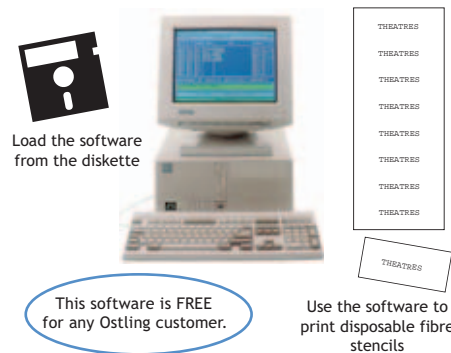 THEATRES
THEATRES
THEATRES
THEATRES
THEATRES
THEATRES
THEATRES
THEATRES
Load the software
from the diskette
THEATRES
This software is FREE
for any Ostling customer.
Use the software to
print disposable fibre
stencils